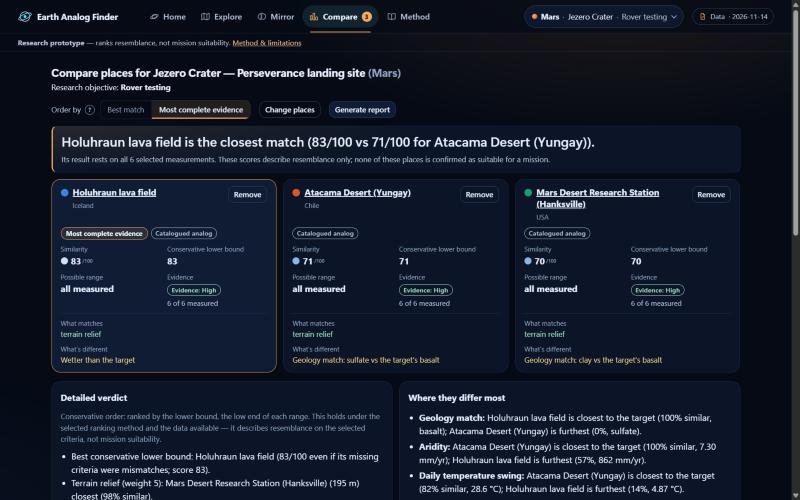 Earth Analog Finder
Home
Explore
Mirror
Compare 3
Method
Mars · Jezero Crater · Rover testing
Data · 2026-11-14
Research prototype — ranks resemblance, not mission suitability. Method & limitations
Compare places for Jezero Crater — Perseverance landing site (Mars)
Research objective: Rover testing
Order by ? Best match Most complete evidence Change places Generate report
Holuhraun lava field is the closest match (83/100 vs 71/100 for Atacama Desert (Yungay)).
Its result rests on all 6 selected measurements. These scores describe resemblance only; none of these places is confirmed as suitable for a mission.
Holuhraun lava field
Remove
Iceland
Most complete evidence Catalogued analog
Similarity Conservative lower bound
83 /100 83
Possible range Evidence
all measured Evidence: High
6 of 6 measured
What matches
terrain relief
What's different
Wetter than the target
Atacama Desert (Yungay)
Remove
Chile
Catalogued analog
Similarity Conservative lower bound
71 /100 71
Possible range Evidence
all measured Evidence: High
6 of 6 measured
What matches
terrain relief
What's different
Geology match: sulfate vs the target's basalt
Mars Desert Research Station
(Hanksville)
Remove
USA
Catalogued analog
Similarity Conservative lower bound
70 /100 70
Possible range Evidence
all measured Evidence: High
6 of 6 measured
What matches
terrain relief
What's different
Geology match: clay vs the target's basalt
Detailed verdict
Conservative order: ranked by the lower bound, the low end of each range. This holds under the
selected ranking method and the data available — it describes resemblance on the selected
criteria, not mission suitability.
• Best conservative lower bound: Holuhraun lava field (83/100 even if its missing
criteria were mismatches; score 83).
• Terrain relief (weight 5): Mars Desert Research Station (Hanksville) (195 m)
closest (98% similar).
Where they differ most
• Geology match: Holuhraun lava field is closest to the target (100% similar,
basalt); Atacama Desert (Yungay) is furthest (0%, sulfate).
• Aridity: Atacama Desert (Yungay) is closest to the target (100% similar, 7.30
mm/yr); Holuhraun lava field is furthest (57%, 862 mm/yr).
• Daily temperature swing: Atacama Desert (Yungay) is closest to the target
(82% similar, 28.6 °C); Holuhraun lava field is furthest (14%, 4.87 °C).